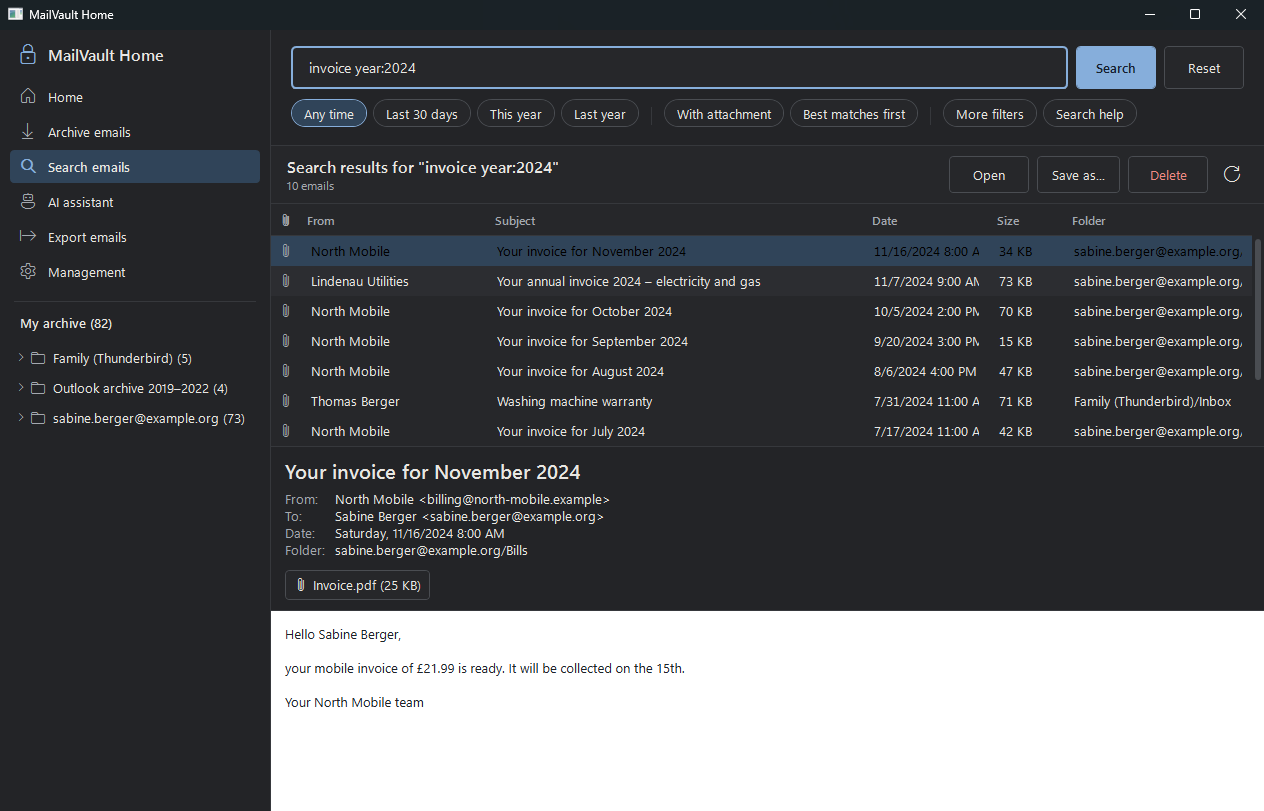 MailVault Home
MailVault Home
Home
Archive emails
Search emails
AI assistant
Export emails
Management
My archive (82)
Family (Thunderbird) (5)
Outlook archive 2019–2022 (4)
sabine.berger@example.org (73)
invoice year:2024
Search
Reset
Any time
Last 30 days
This year
Last year
With attachment
Best matches first
More filters
Search help
Search results for "invoice year:2024"
10 emails
Open
Save as...
Delete
From Subject Date Size Folder
North Mobile Your invoice for November 2024 11/16/2024 8:00 A 34 KB sabine.berger@example.org/
Lindenau Utilities Your annual invoice 2024 – electricity and gas 11/7/2024 9:00 AM 73 KB sabine.berger@example.org/
North Mobile Your invoice for October 2024 10/5/2024 2:00 PM 70 KB sabine.berger@example.org/
North Mobile Your invoice for September 2024 9/20/2024 3:00 PM 15 KB sabine.berger@example.org/
North Mobile Your invoice for August 2024 8/6/2024 4:00 PM 47 KB sabine.berger@example.org/
Thomas Berger Washing machine warranty 7/31/2024 11:00 A 71 KB Family (Thunderbird)/Inbox
North Mobile Your invoice for July 2024 7/17/2024 11:00 A 42 KB sabine.berger@example.org/
Your invoice for November 2024
From: North Mobile <billing@north-mobile.example>
To: Sabine Berger <sabine.berger@example.org>
Date: Saturday, 11/16/2024 8:00 AM
Folder: sabine.berger@example.org/Bills
Invoice.pdf (25 KB)
Hello Sabine Berger,
your mobile invoice of £21.99 is ready. It will be collected on the 15th.
Your North Mobile team